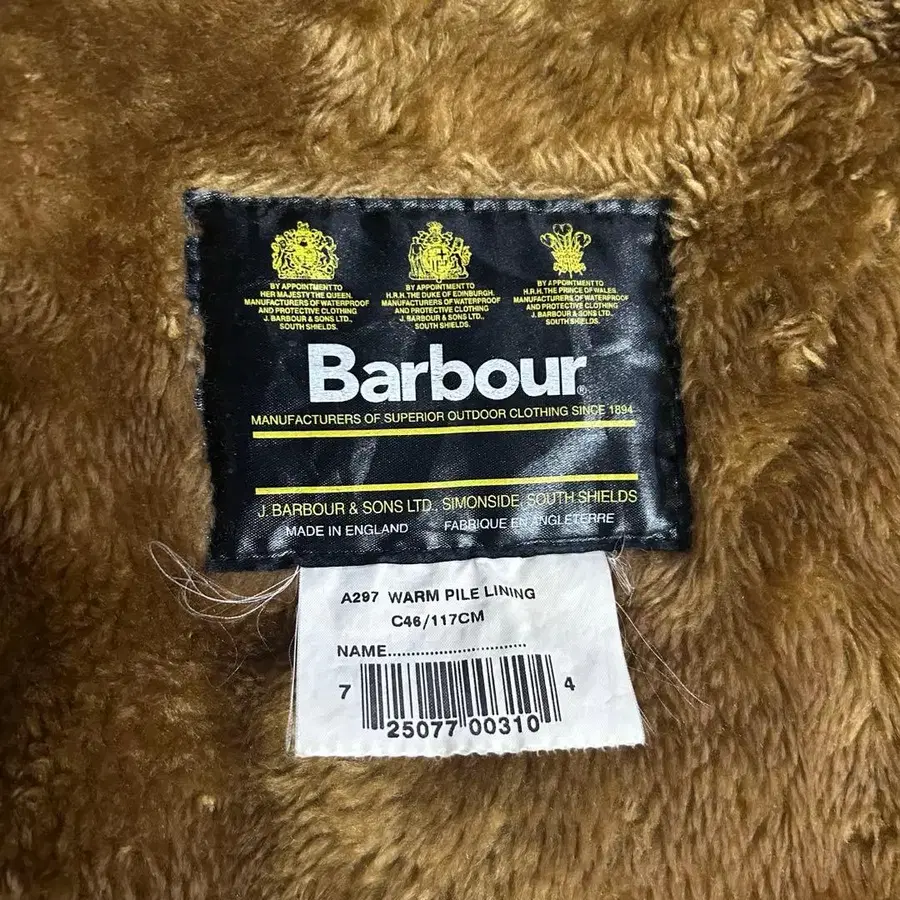 BY APPOINTMENT TO
HER MAJESTY THE QUEEN.
MANUFACTURERS OF WATERPROOF
AND PROTECTIVE CLOTHING
J. BARBOUR & SONS LTD.,
SOUTH SHIELDS.
BY APPOINTMENT TO
H.R.H. THE DUKE OF EDINBURGH.
MANUFACTURERS OF WATERPROOF
AND PROTECTIVE CLOTHING
J. BARBOUR & SONS LTD.,
SOUTH SHIELDS.
BY APPOINTMENT TO
H.R.H. THE PRINCE OF WALES.
MANUFACTURERS OF WATERPROOF
AND PROTECTIVE CLOTHING
J. BARBOUR & SONS LTD.,
SOUTH SHIELDS.
Barbour®
MANUFACTURERS OF SUPERIOR OUTDOOR CLOTHING SINCE 1894
J. BARBOUR & SONS LTD., SIMONSIDE, SOUTH SHIELDS
MADE IN ENGLAND FABRIQUE EN ANGLETERRE
A297 WARM PILE LINING
C46/117CM
NAME..............................
7 25077 00310 4